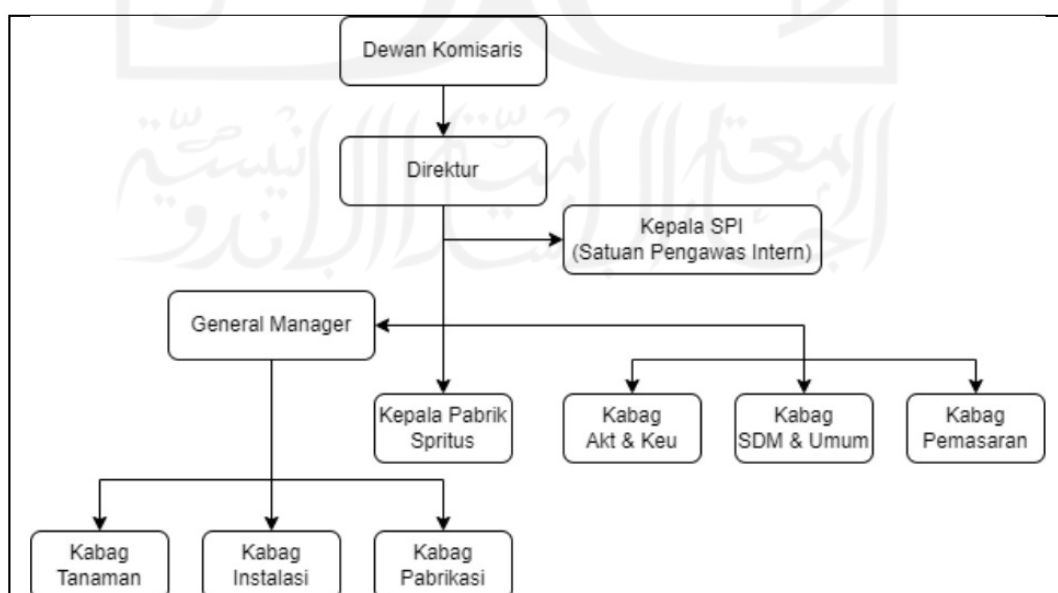 Dewan Komisaris
Direktur
Kepala SPI
(Satuan Pengawas Intern)
General Manager
Kepala Pabrik
Spritus
Kabag
Akt & Keu
Kabag
SDM & Umum
Kabag
Pemasaran
Kabag
Tanaman
Kabag
Instalasi
Kabag
Pabrikasi